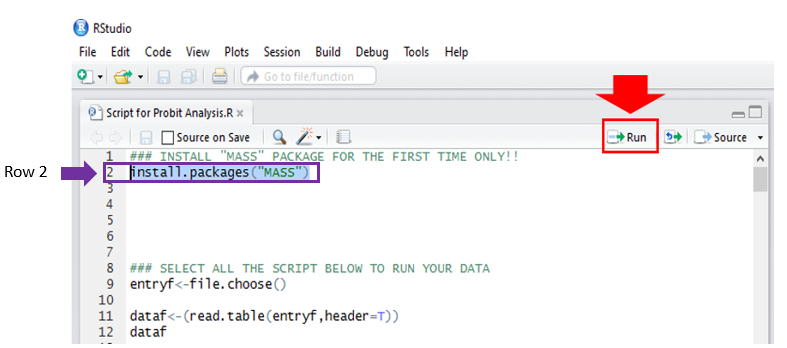 RStudio
File Edit Code View Plots Session Build Debug Tools Help
Go to file/function
Script for Probit Analysis.R
Source on Save Run Source
1 ### INSTALL "MASS" PACKAGE FOR THE FIRST TIME ONLY!!
Row 2 2 install.packages("MASS")
3
4
5
6
7
8 ### SELECT ALL THE SCRIPT BELOW TO RUN YOUR DATA
9 entryf<-file.choose()
10
11 dataf<-(read.table(entryf,header=T))
12 dataf